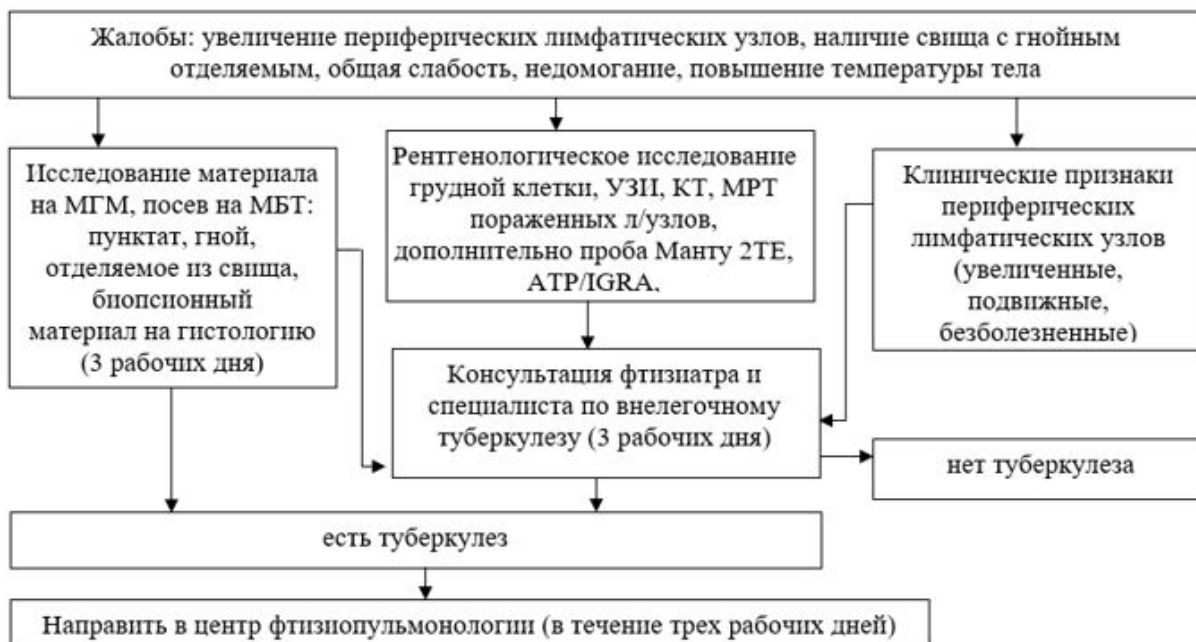 Жалобы: увеличение периферических лимфатических узлов, наличие свища с гнойным
отделяемым, общая слабость, недомогание, повышение температуры тела
Исследование материала
на МГМ, посев на МБТ:
пунктат, гной,
отделяемое из свища,
биопсионный
материал на гистологию
(3 рабочих дня)
Рентгенологическое исследование
грудной клетки, УЗИ, КТ, МРТ
пораженных л/узлов,
дополнительно проба Манту 2ТЕ,
АТР/IGRA.
Клинические признаки
периферических
лимфатических узлов
(увеличенные,
подвижные,
безболезненные)
Консультация фтизиатра и
специалиста по внелегочному
туберкулезу (3 рабочих дня)
нет туберкулеза
есть туберкулез
Направить в центр фтизиопульмонологии (в течение трех рабочих дней)